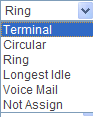 Ring
Terminal
Circular
Ring
Longest Idle
Voice Mail
Not Assign